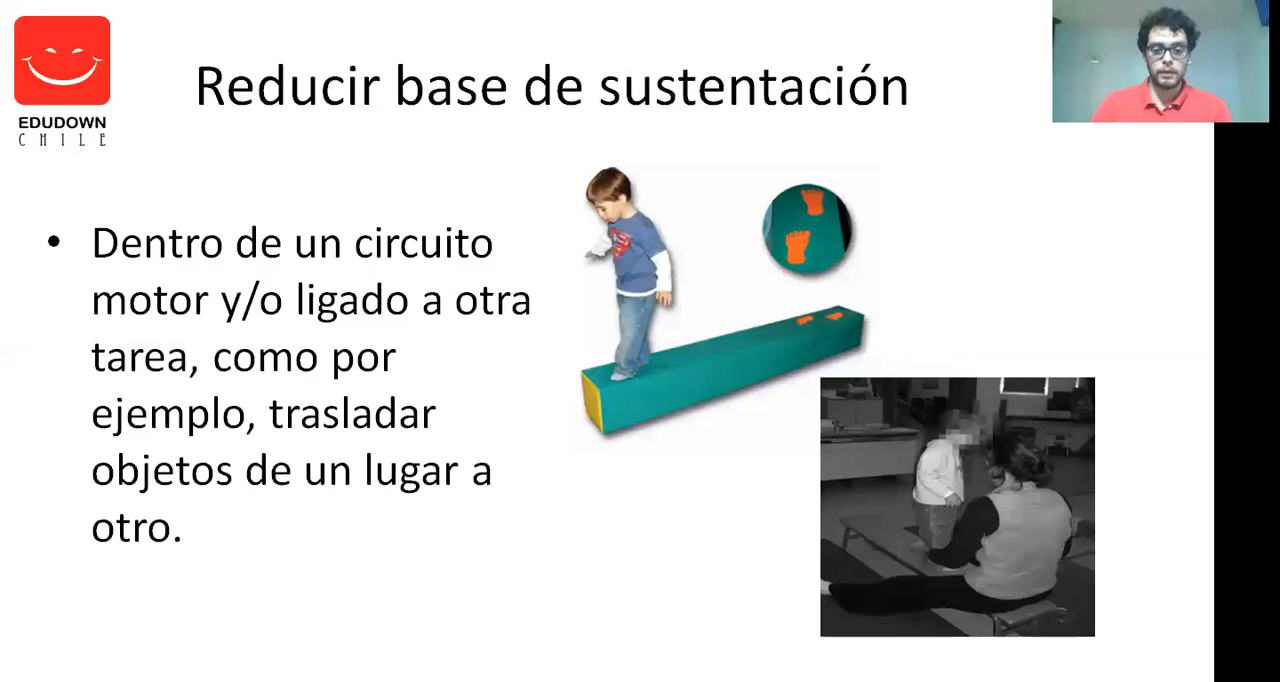 Reducir base de sustentación
EDUDOWN
CHILE
• Dentro de un circuito
motor y/o ligado a otra
tarea, como por
ejemplo, trasladar
objetos de un lugar a
otro.